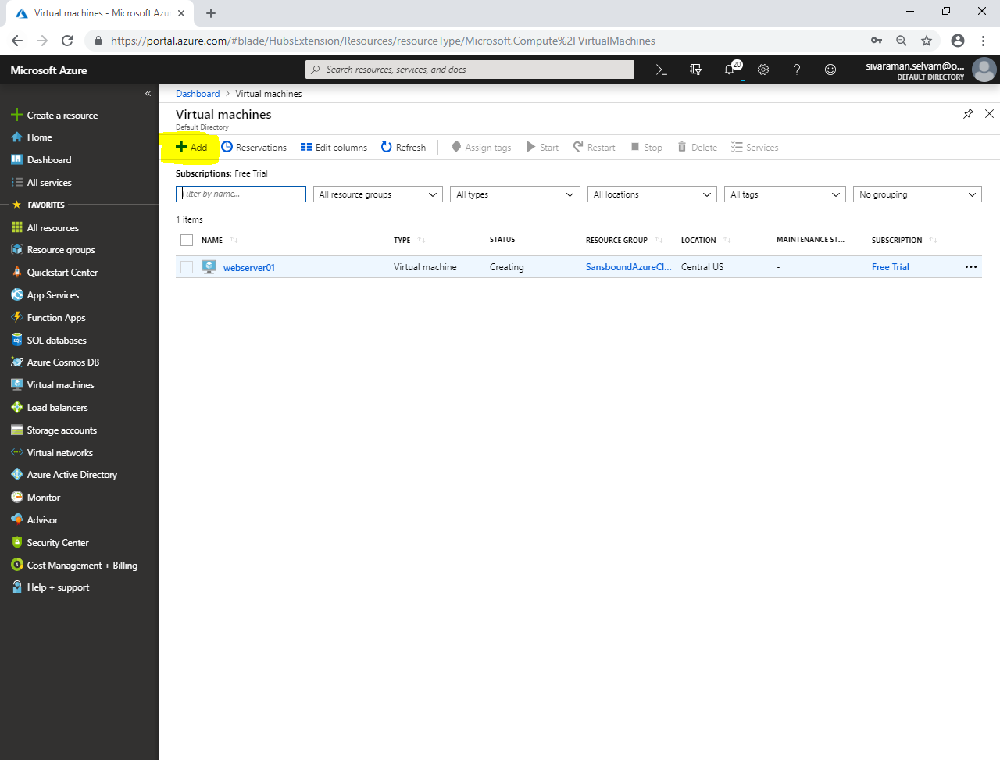 Virtual machines - Microsoft Azu
https://portal.azure.com/#blade/HubsExtension/Resources/resourceType/Microsoft.Compute%2FVirtualMachines
Microsoft Azure
Search resources, services, and docs
20
sivaraman.selvam@o...
DEFAULT DIRECTORY
Create a resource
Home
Dashboard
All services
FAVORITES
All resources
Resource groups
Quickstart Center
App Services
Function Apps
SQL databases
Azure Cosmos DB
Virtual machines
Load balancers
Storage accounts
Virtual networks
Azure Active Directory
Monitor
Advisor
Security Center
Cost Management + Billing
Help + support
Dashboard > Virtual machines
Virtual machines
Default Directory
Add Reservations Edit columns Refresh Assign tags Start Restart Stop Delete Services
Subscriptions: Free Trial
Filter by name... All resource groups All types All locations All tags No grouping
1 items
NAME TYPE STATUS RESOURCE GROUP LOCATION MAINTENANCE ST... SUBSCRIPTION
webserver01 Virtual machine Creating SansboundAzureCl... Central US - Free Trial